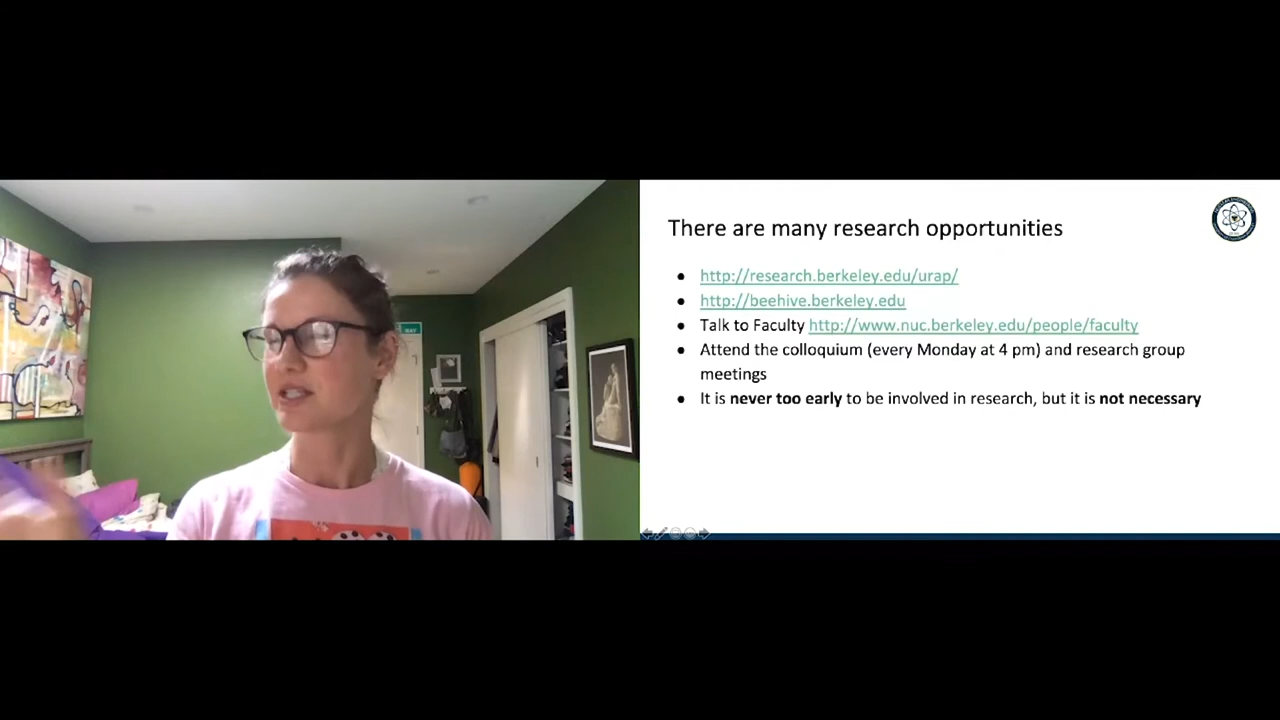 WAY
There are many research opportunities
● http://research.berkeley.edu/urap/
● http://beehive.berkeley.edu
● Talk to Faculty http://www.nuc.berkeley.edu/people/faculty
● Attend the colloquium (every Monday at 4 pm) and research group
meetings
● It is never too early to be involved in research, but it is not necessary